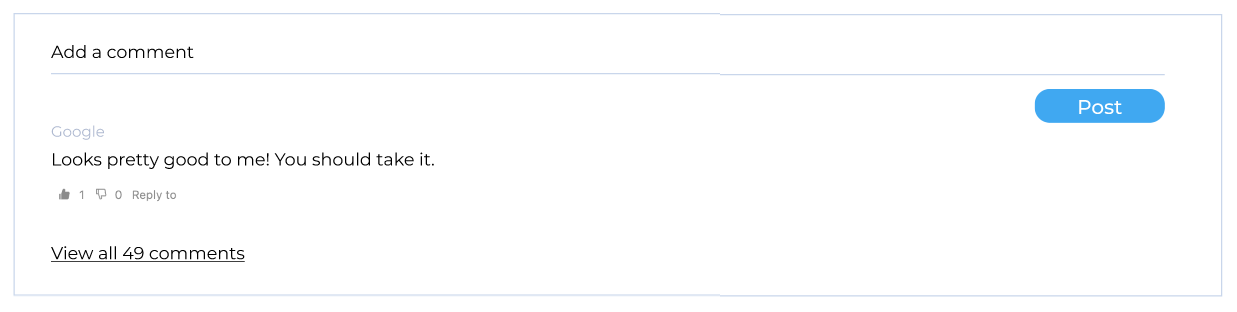 Add a comment
Post
Google
Looks pretty good to me! You should take it.
1 0 Reply to
View all 49 comments